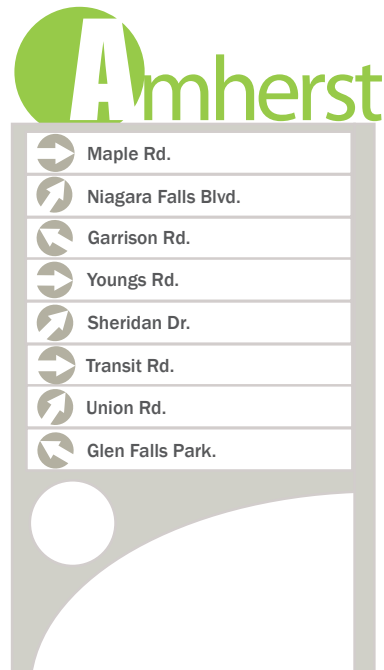 Amherst
Maple Rd.
Niagara Falls Blvd.
Garrison Rd.
Youngs Rd.
Sheridan Dr.
Transit Rd.
Union Rd.
Glen Falls Park.